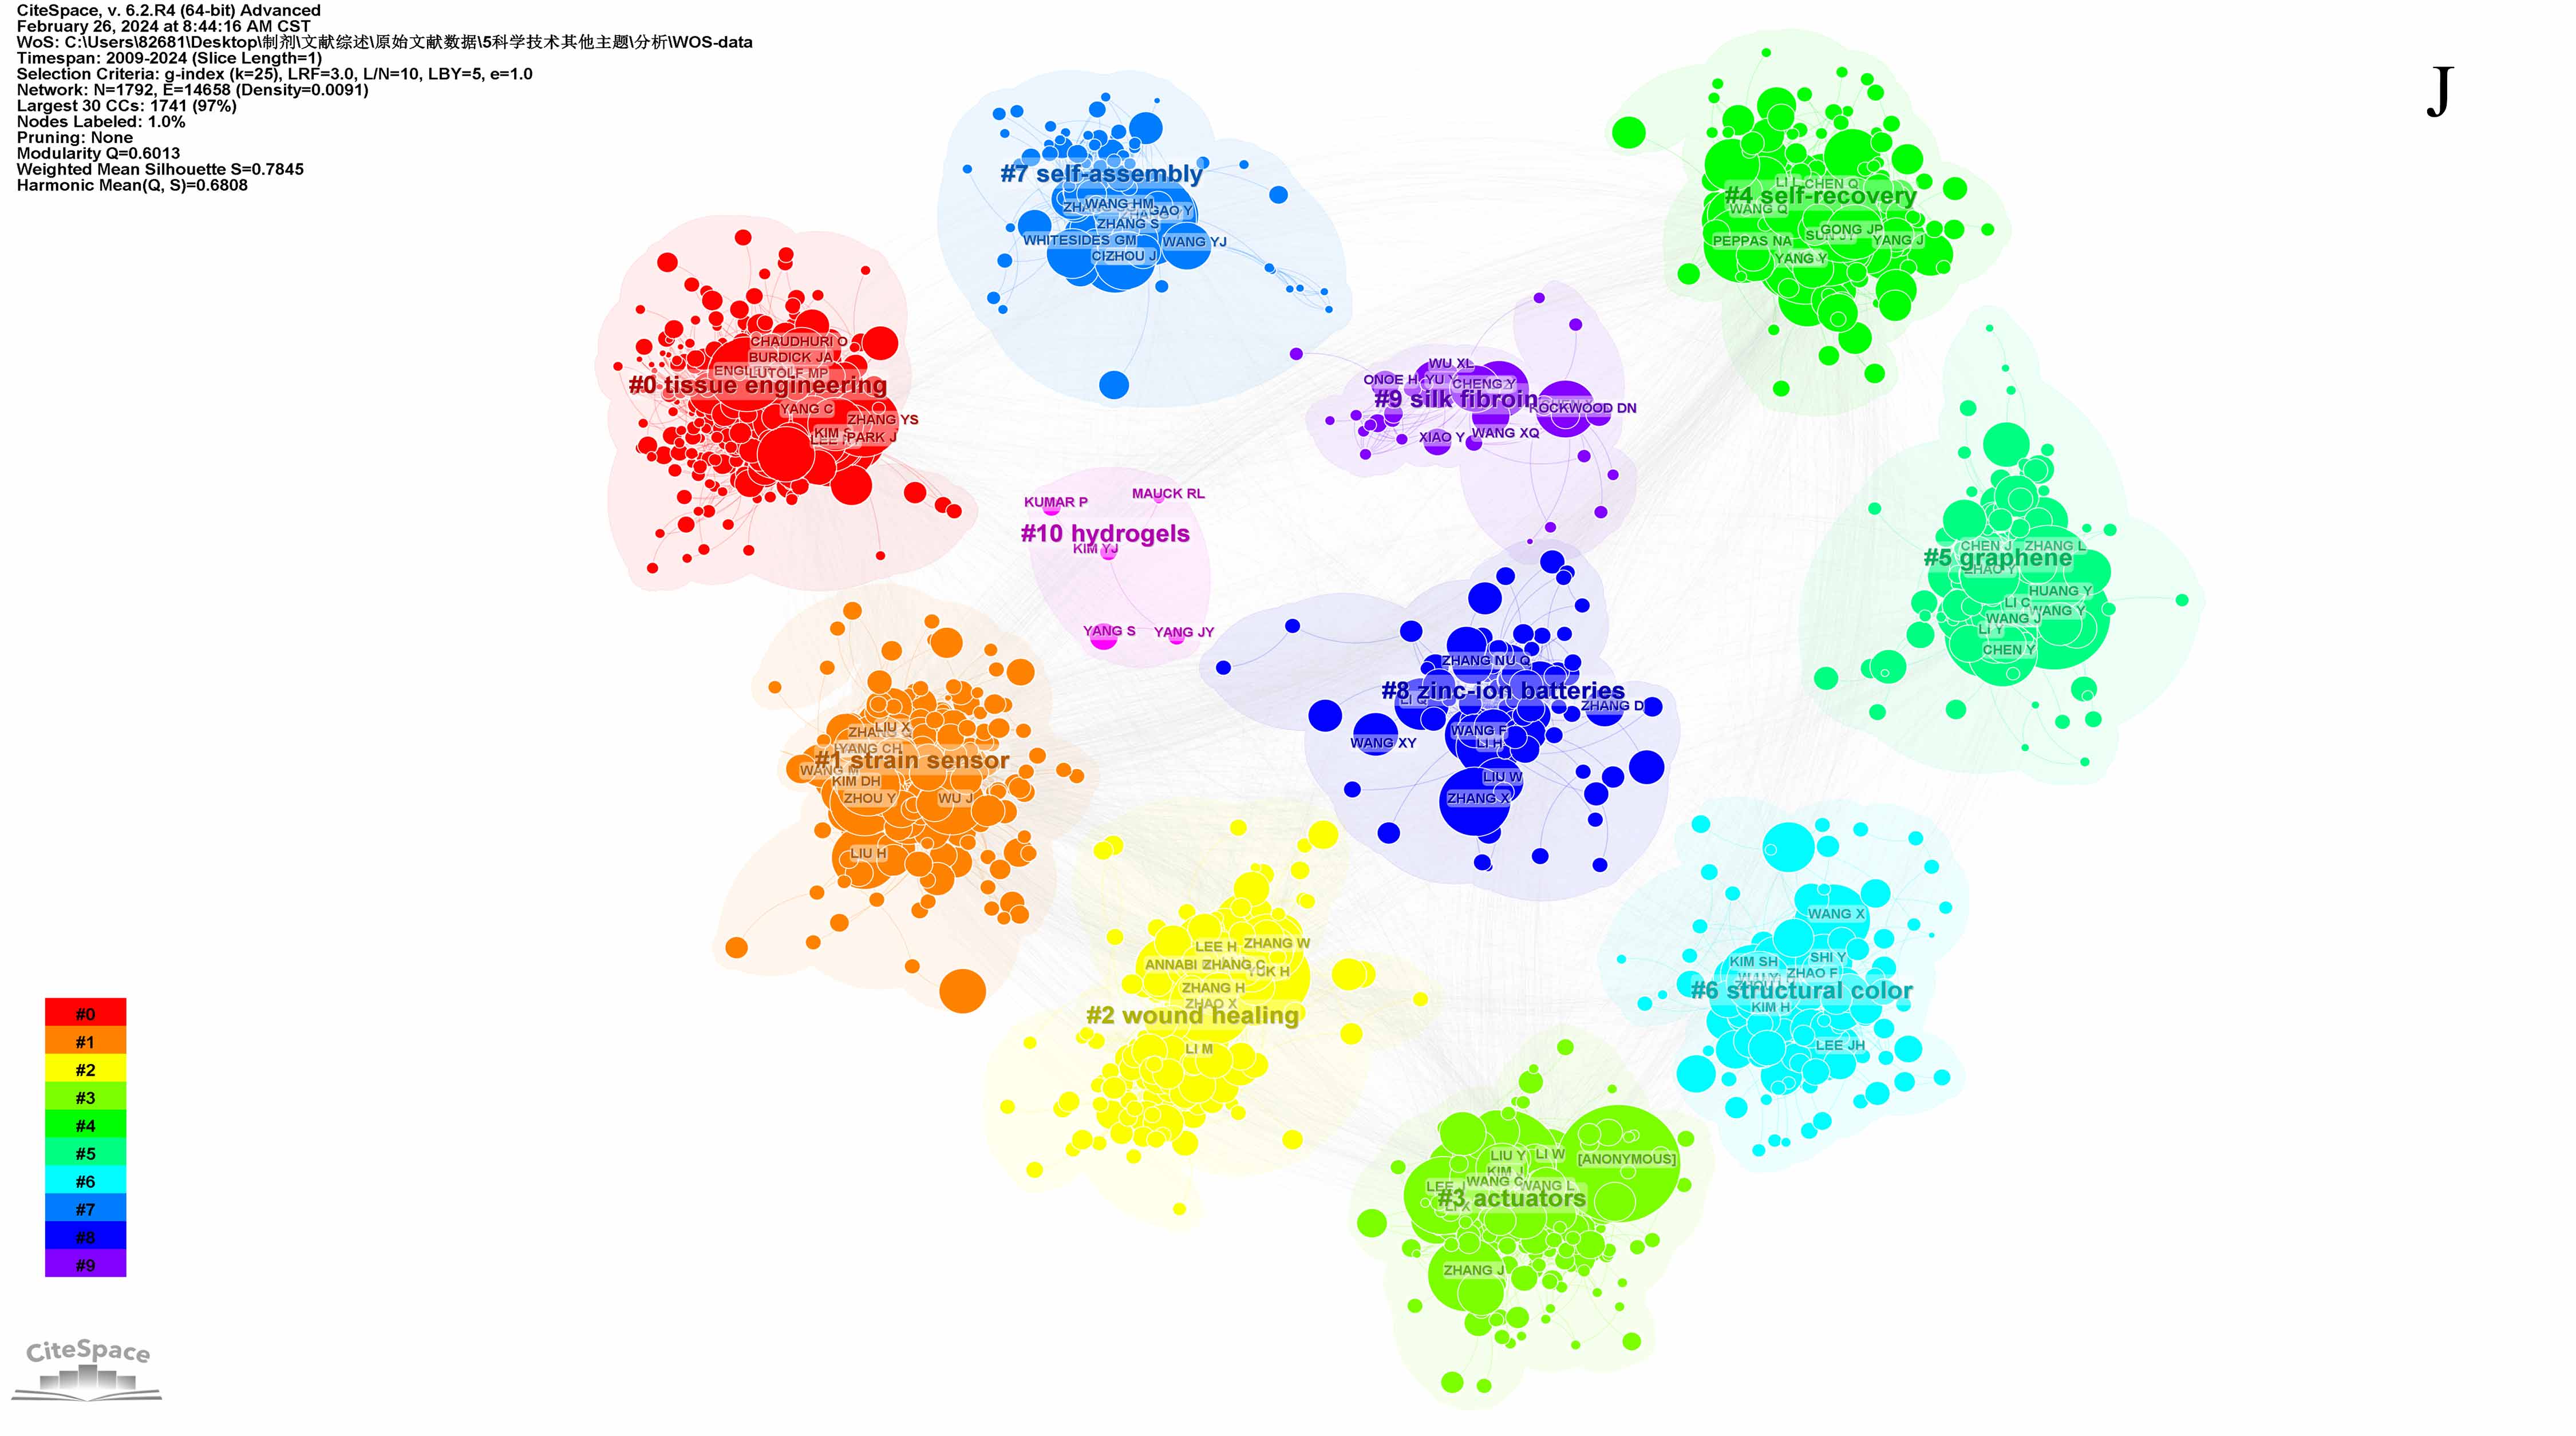 CiteSpace, v. 6.2.R4 (64-bit) Advanced
February 26, 2024 at 8:44:16 AM CST
WoS: C:\Users\82681\Desktop\制剂\文献综述\原始文献数据\5科学技术其他主题\分析\WOS-data
Timespan: 2009-2024 (Slice Length=1)
Selection Criteria: g-index (k=25), LRF=3.0, L/N=10, LBY=5, e=1.0
Network: N=1792, E=14658 (Density=0.0091)
Largest 30 CCs: 1741 (97%)
Nodes Labeled: 1.0%
Pruning: None
Modularity Q=0.6013
Weighted Mean Silhouette S=0.7845
Harmonic Mean(Q, S)=0.6808
J
#7 self-assembly
WANG HM
GAO Y
ZHANG S
WHITESIDES GM
WANG YJ
CIZHOU J
#4 self-recovery
LI L
CHEN Q
WANG Q
GONG JP
PEPPAS NA
YANG J
YANG Y
CHAUDHURI O
BURDICK JA
LUTOLF MP
#0 tissue engineering
YANG C
ZHANG YS
KIM S
PARK J
WU XL
ONOE H
YU Y
CHENG Y
#9 silk fibroin
ROCKWOOD DN
XIAO Y
WANG XQ
MAUCK RL
KUMAR P
#10 hydrogels
KIM YJ
YANG S
YANG JY
CHEN J
ZHANG L
#5 graphene
ZHAO Y
HUANG Y
LI C
WANG Y
WANG J
LI Y
CHEN Y
ZHANG NU Q
#8 zinc-ion batteries
LI Q
ZHANG D
WANG F
WANG XY
LI H
LIU W
ZHANG X
LIU X
YANG CH
#1 strain sensor
WANG M
KIM DH
ZHOU Y
WU J
LIU H
LEE H
ZHANG W
ANNABI
ZHANG C
YUK H
ZHANG H
ZHAO X
#2 wound healing
LI M
WANG X
KIM SH
SHI Y
ZHAO F
#6 structural color
KIM H
LEE JH
LIU Y
LI W
[ANONYMOUS]
KIM J
WANG C
LEE J
WANG L
#3 actuators
LI X
ZHANG J
#0
#1
#2
#3
#4
#5
#6
#7
#8
#9
CiteSpace